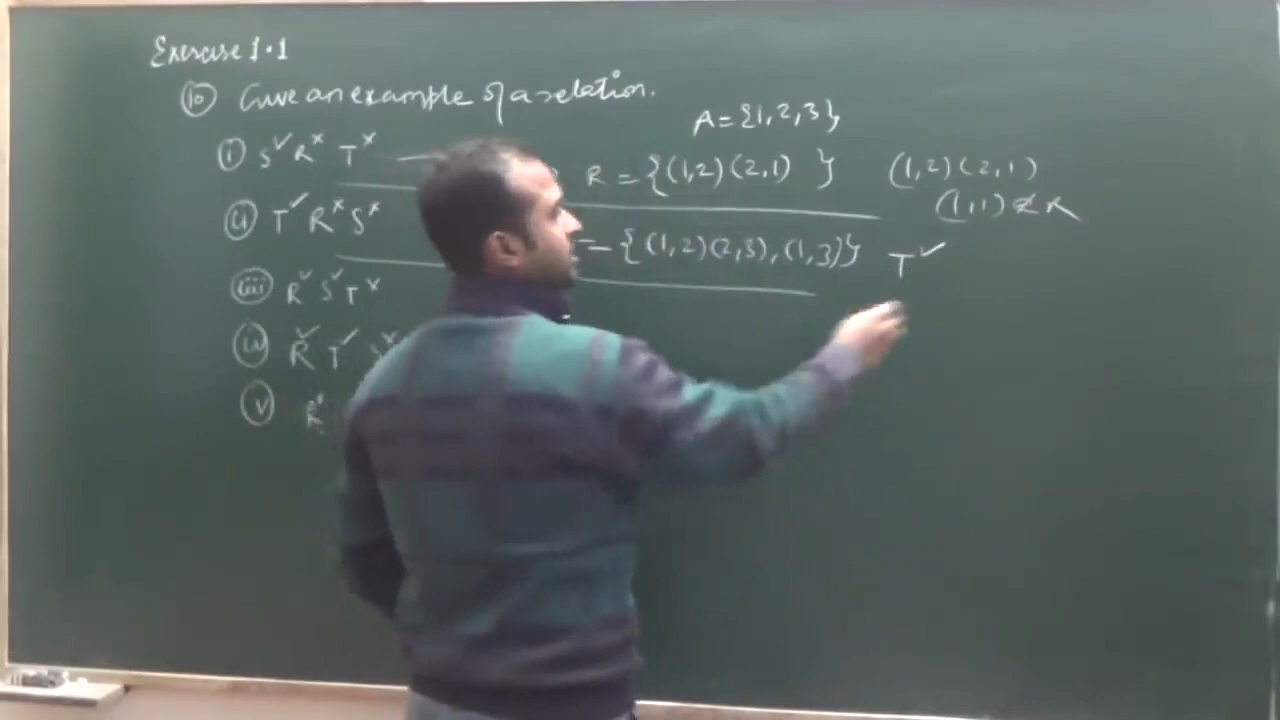 Exercise 1.1
(10) Give an example of a relation.
A = {1, 2, 3}
(i) S✓ R× T× — R = {(1,2) (2,1) } (1,2) (2,1)
(1,1) ∉ R
(ii) T✓ R× S× = {(1,2) (2,3), (1,3)} T✓
(iii) R✓ S✓ T×
(iv) R✓ T✓ S×
(v) R✓